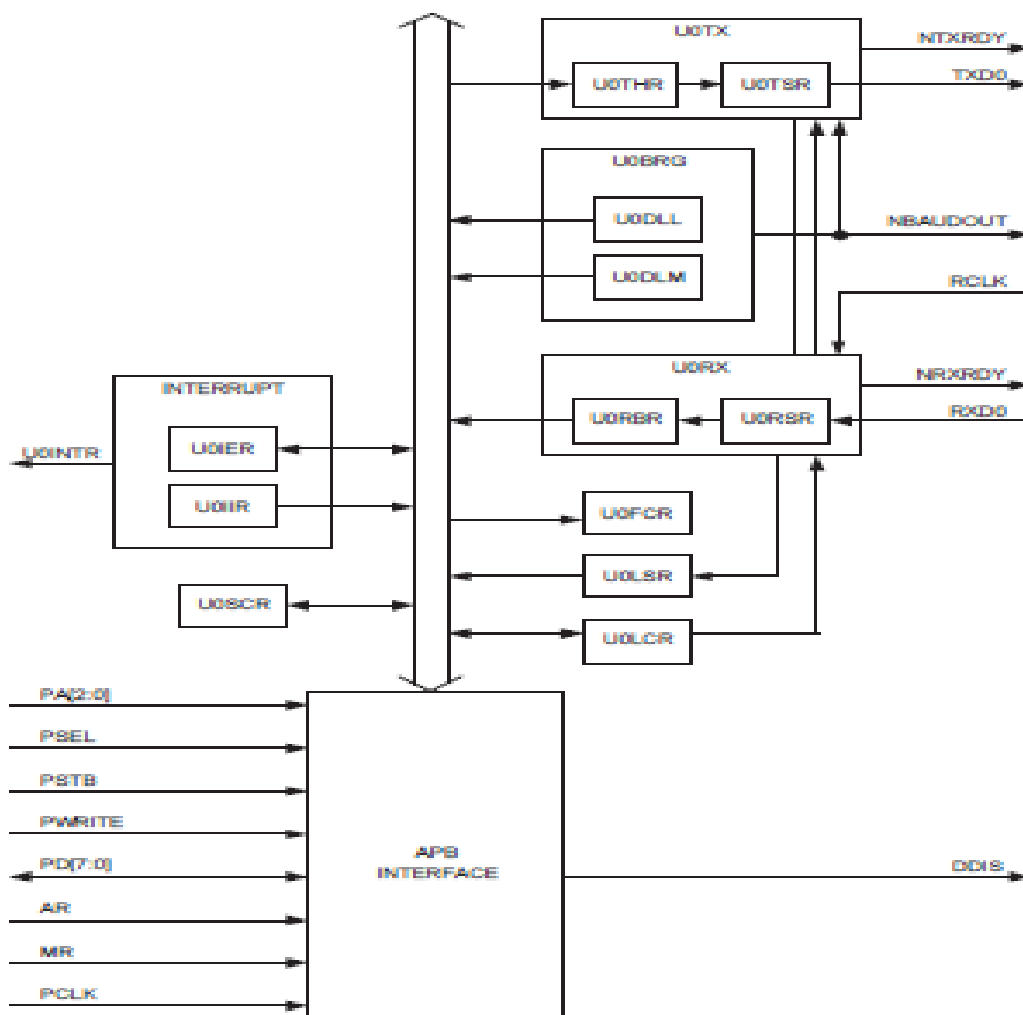 U0TX
NTXRDY
U0THR
U0TSR
TXD0
U0BRG
U0DLL
NBAUDOUT
U0DLM
RCLK
U0RX
NRXRDY
INTERRUPT
U0RBR
U0RSR
RXD0
U0INTR
U0IER
U0IIR
U0FCR
U0LSR
U0SCR
U0LCR
PA[2:0]
PSEL
PSTB
PWRITE
PD[7:0]
APB
INTERFACE
DDIS
AR
MR
PCLK